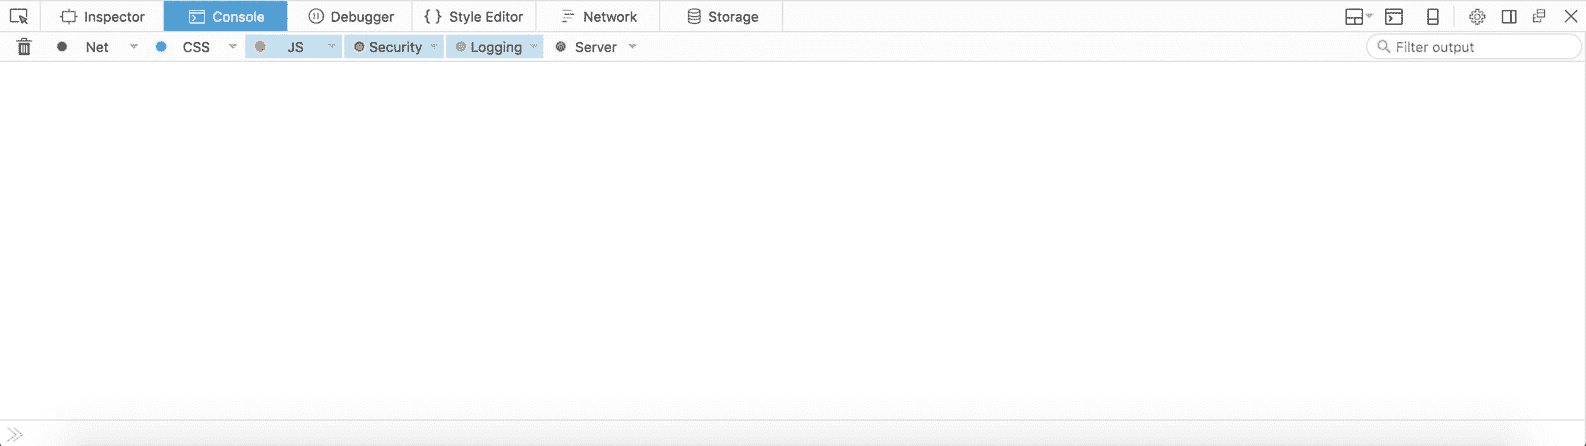 Inspector Console Debugger { } Style Editor Network Storage
Net CSS JS Security Logging Server Filter output